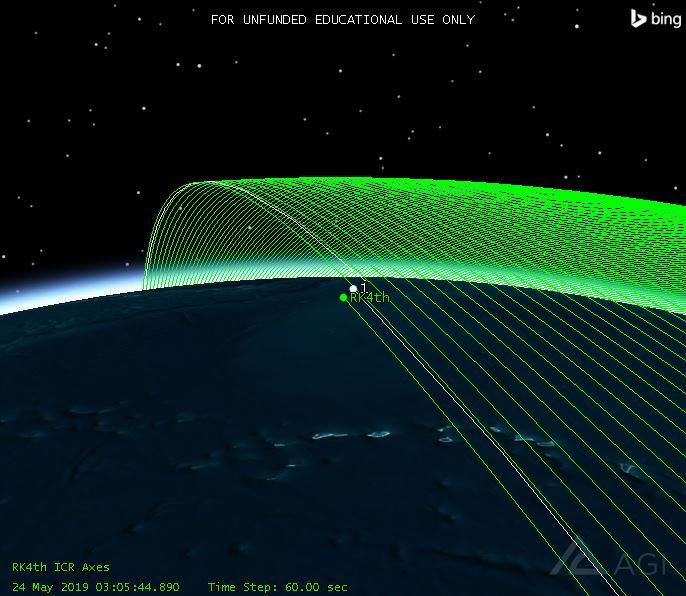 FOR UNFUNDED EDUCATIONAL USE ONLY
bing
1
RK4th
AGI
RK4th ICR Axes
24 May 2019 03:05:44.890 Time Step: 60.00 sec